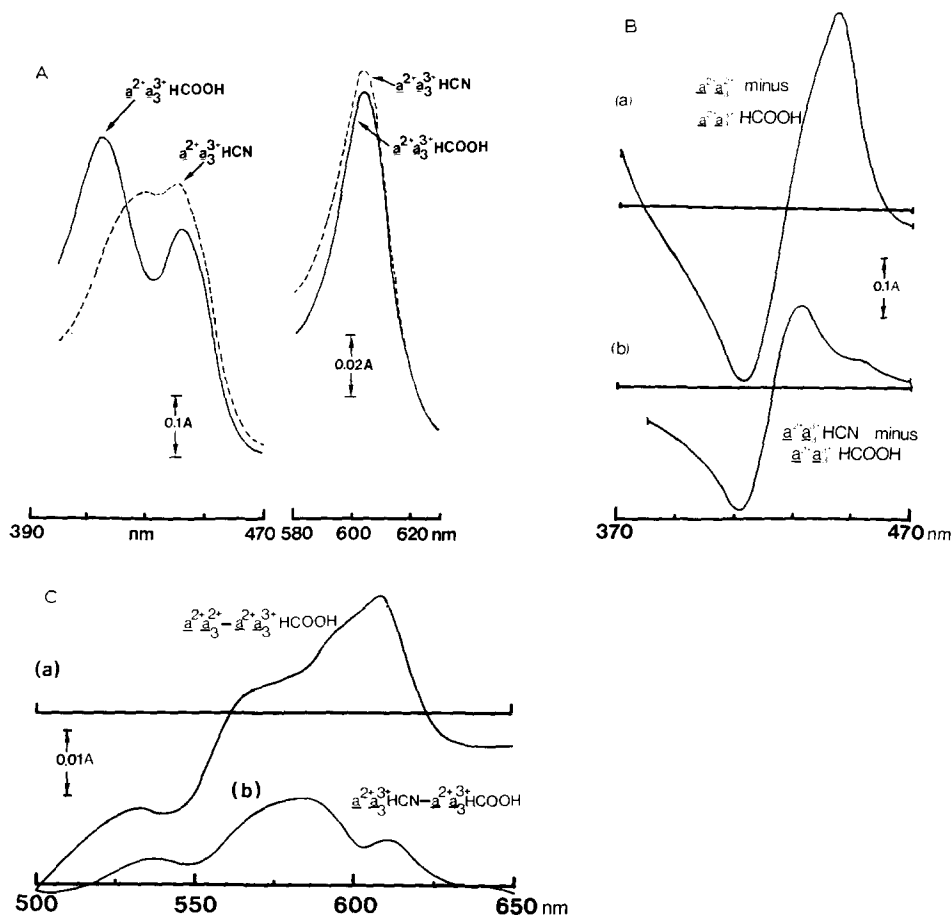 A
a²⁺a₃³⁺HCOOH
a²⁺a₃³⁺HCN
a²⁺a₃³⁺HCN
a²⁺a₃³⁺HCOOH
0.1A
0.02A
390 nm 470 580 600 620 nm
B
(a)
minus
HCOOH
0.1A
(b)
HCN minus
HCOOH
370 470 nm
C
a²⁺a₃²⁺–a²⁺a₃³⁺HCOOH
(a)
0.01A
(b)
a²⁺a₃³⁺HCN–a²⁺a₃³⁺HCOOH
500 550 600 650 nm